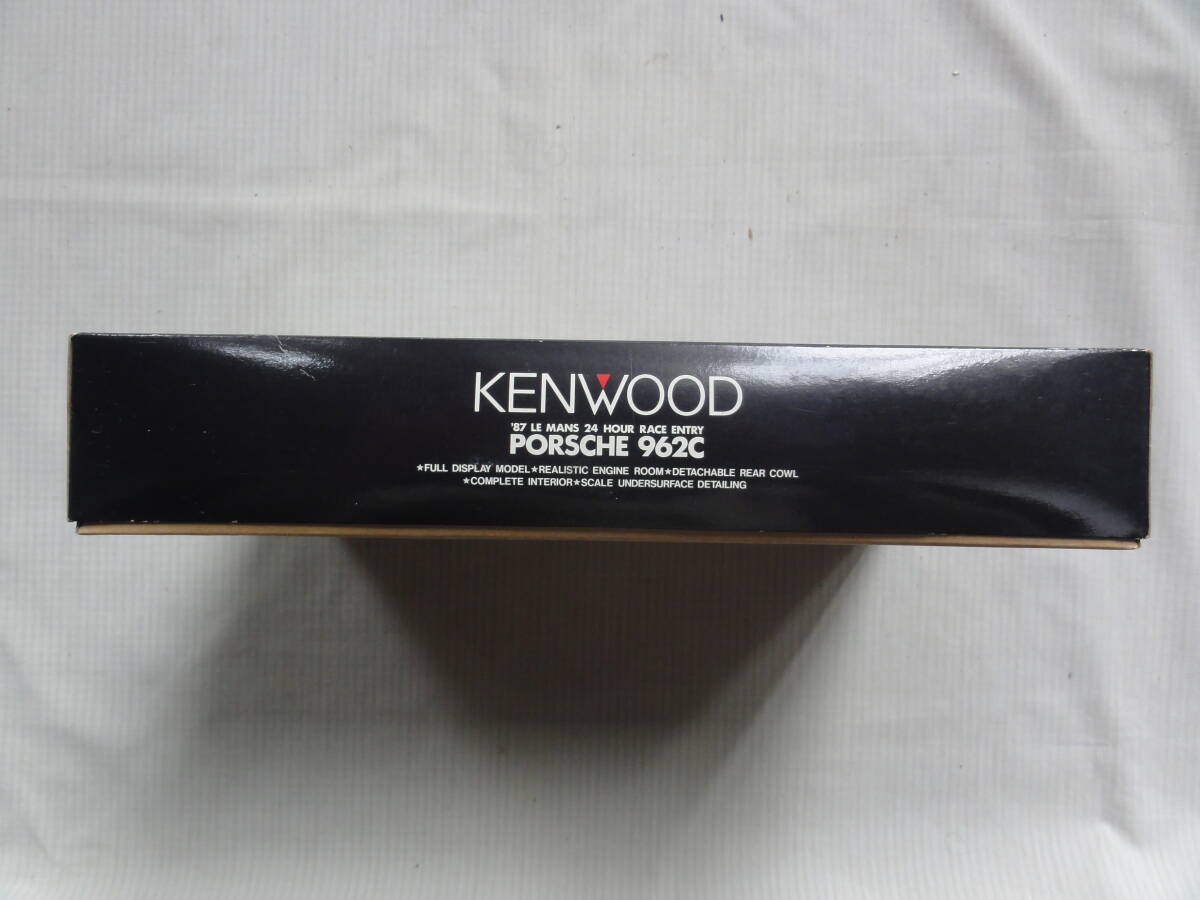 KENWOOD
'87 LE MANS 24 HOUR RACE ENTRY
PORSCHE 962C
★FULL DISPLAY MODEL★REALISTIC ENGINE ROOM★DETACHABLE REAR COWL
★COMPLETE INTERIOR★SCALE UNDERSURFACE DETAILING